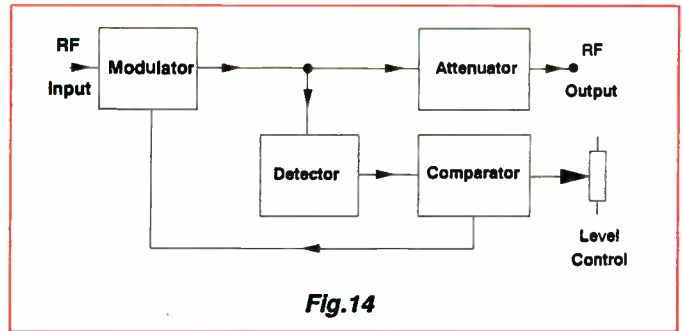 RF
Input
Modulator
Attenuator
RF
Output
Detector
Comparator
Level
Control
Fig.14